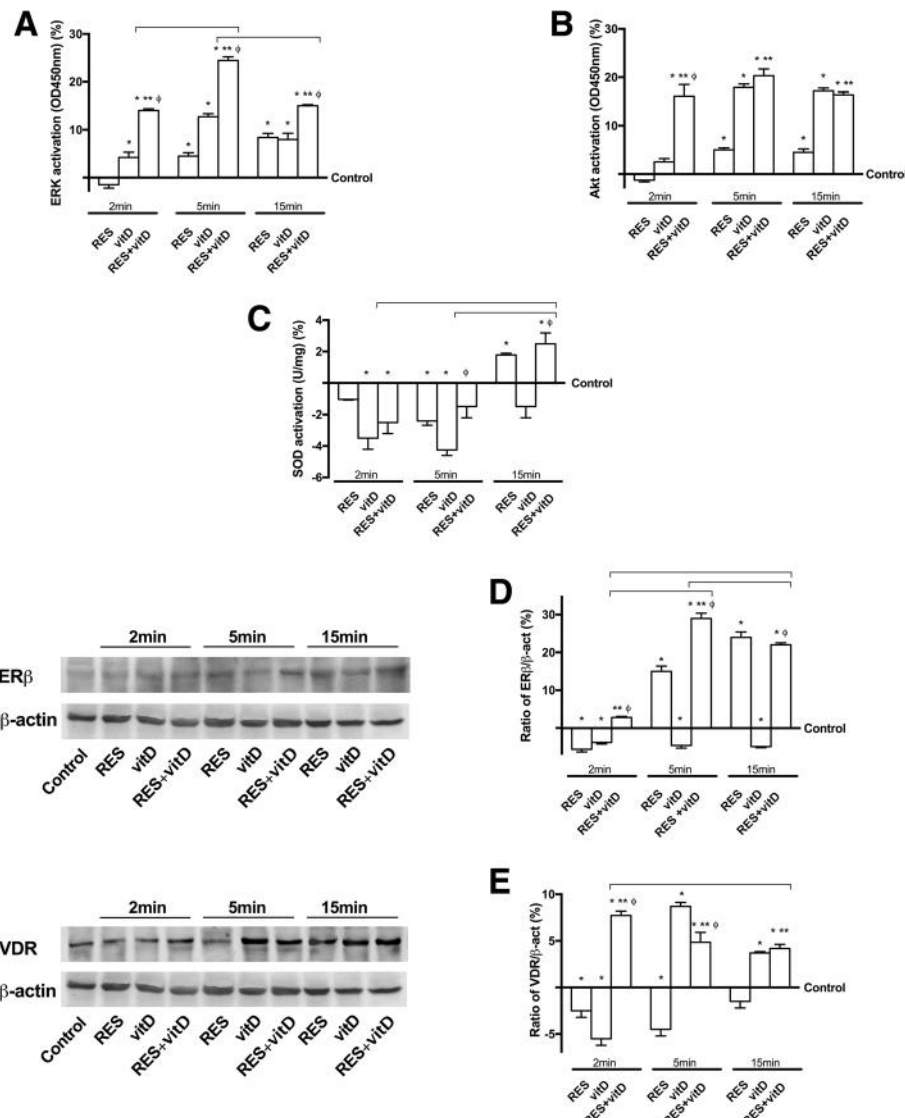 A
ERK activation (OD450nm) (%)
30
20
10
* ** ϕ
*
* ** ϕ
*
*
* ** ϕ
*
*
Control
2min
5min
15min
RES
vitD
RES+vitD
RES
vitD
RES+vitD
RES
vitD
RES+vitD
B
Akt activation (OD450nm) (%)
30
20
10
* ** ϕ
* **
*
*
*
* **
*
Control
2min
5min
15min
RES
vitD
RES+vitD
RES
vitD
RES+vitD
RES
vitD
RES+vitD
C
SOD activation (U/mg) (%)
4
2
-2
-4
-6
* *
* * ϕ
*
* ϕ
Control
2min
5min
15min
RES
vitD
RES+vitD
RES
vitD
RES+vitD
RES
vitD
RES+vitD
2min
5min
15min
ERβ
β-actin
Control
RES
vitD
RES+vitD
RES
vitD
RES+vitD
RES
vitD
RES+vitD
D
Ratio of ERβ/β-act (%)
30
20
10
* *
** ϕ
*
*
* ** ϕ
*
*
* ϕ
Control
2min
5min
15min
RES
vitD
RES+vitD
RES
vitD
RES +vitD
RES
vitD
RES+vitD
2min
5min
15min
VDR
β-actin
Control
RES
vitD
RES+vitD
RES
vitD
RES+vitD
RES
vitD
RES+vitD
E
Ratio of VDR/β-act (%)
10
5
-5
* *
* ** ϕ
*
*
* ** ϕ
*
* **
Control
2min
5min
15min
RES
vitD
RES+vitD
RES
vitD
RES+vitD
RES
vitD
RES+vitD